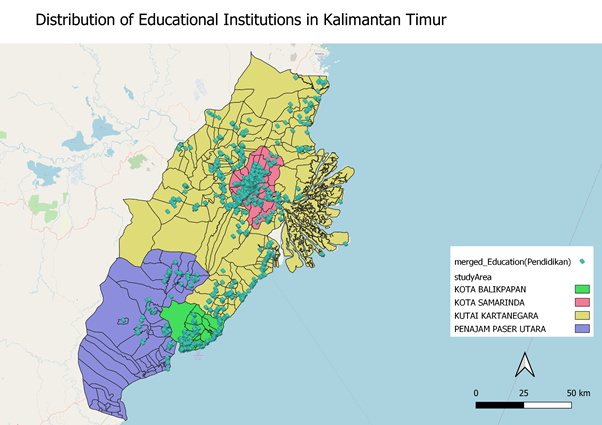 Distribution of Educational Institutions in Kalimantan Timur
merged_Education(Pendidikan)
studyArea
KOTA BALIKPAPAN
KOTA SAMARINDA
KUTAI KARTANEGARA
PENAJAM PASER UTARA
0 25 50 km